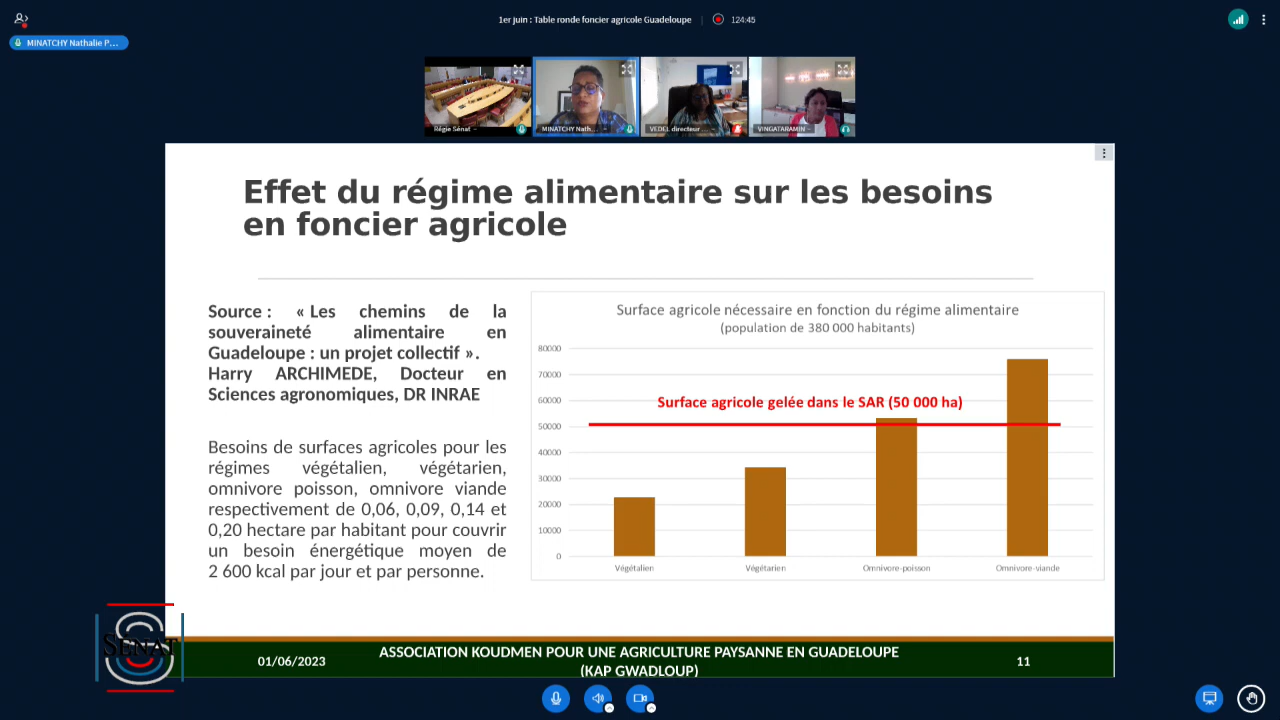 1er juin : Table ronde foncier agricole Guadeloupe
124:45
MINATCHY Nathalie P...
Régie Sénat
MINATCHY Nath...
VEDEL directeur ...
VINGATARAMIN
Effet du régime alimentaire sur les besoins
en foncier agricole
Source : « Les chemins de la
souveraineté alimentaire en
Guadeloupe : un projet collectif ».
Harry ARCHIMEDE, Docteur en
Sciences agronomiques, DR INRAE
Besoins de surfaces agricoles pour les
régimes végétalien, végétarien,
omnivore poisson, omnivore viande
respectivement de 0,06, 0,09, 0,14 et
0,20 hectare par habitant pour couvrir
un besoin énergétique moyen de
2 600 kcal par jour et par personne.
Surface agricole nécessaire en fonction du régime alimentaire
(population de 380 000 habitants)
80000
70000
60000
50000
40000
30000
20000
10000
0
Surface agricole gelée dans le SAR (50 000 ha)
Végétalien
Végétarien
Omnivore-poisson
Omnivore-viande
SÉNAT
01/06/2023
ASSOCIATION KOUDMEN POUR UNE AGRICULTURE PAYSANNE EN GUADELOUPE
(KAP GWADLOUP)
11